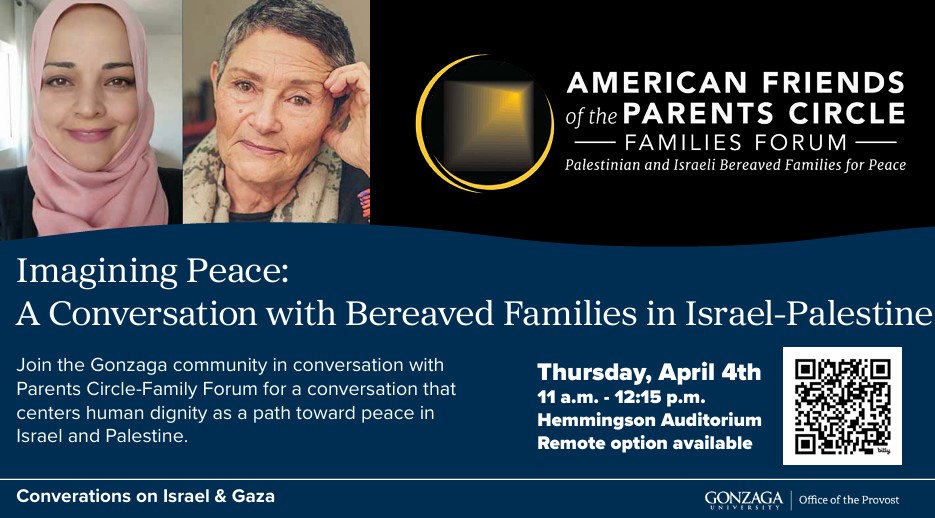 AMERICAN FRIENDS
of the PARENTS CIRCLE
FAMILIES FORUM
Palestinian and Israeli Bereaved Families for Peace
Imagining Peace:
A Conversation with Bereaved Families in Israel-Palestine
Join the Gonzaga community in conversation with
Parents Circle-Family Forum for a conversation that
centers human dignity as a path toward peace in
Israel and Palestine.
Thursday, April 4th
11 a.m. - 12:15 p.m.
Hemmingson Auditorium
Remote option available
bitly
Converations on Israel & Gaza
GONZAGA
UNIVERSITY
Office of the Provost